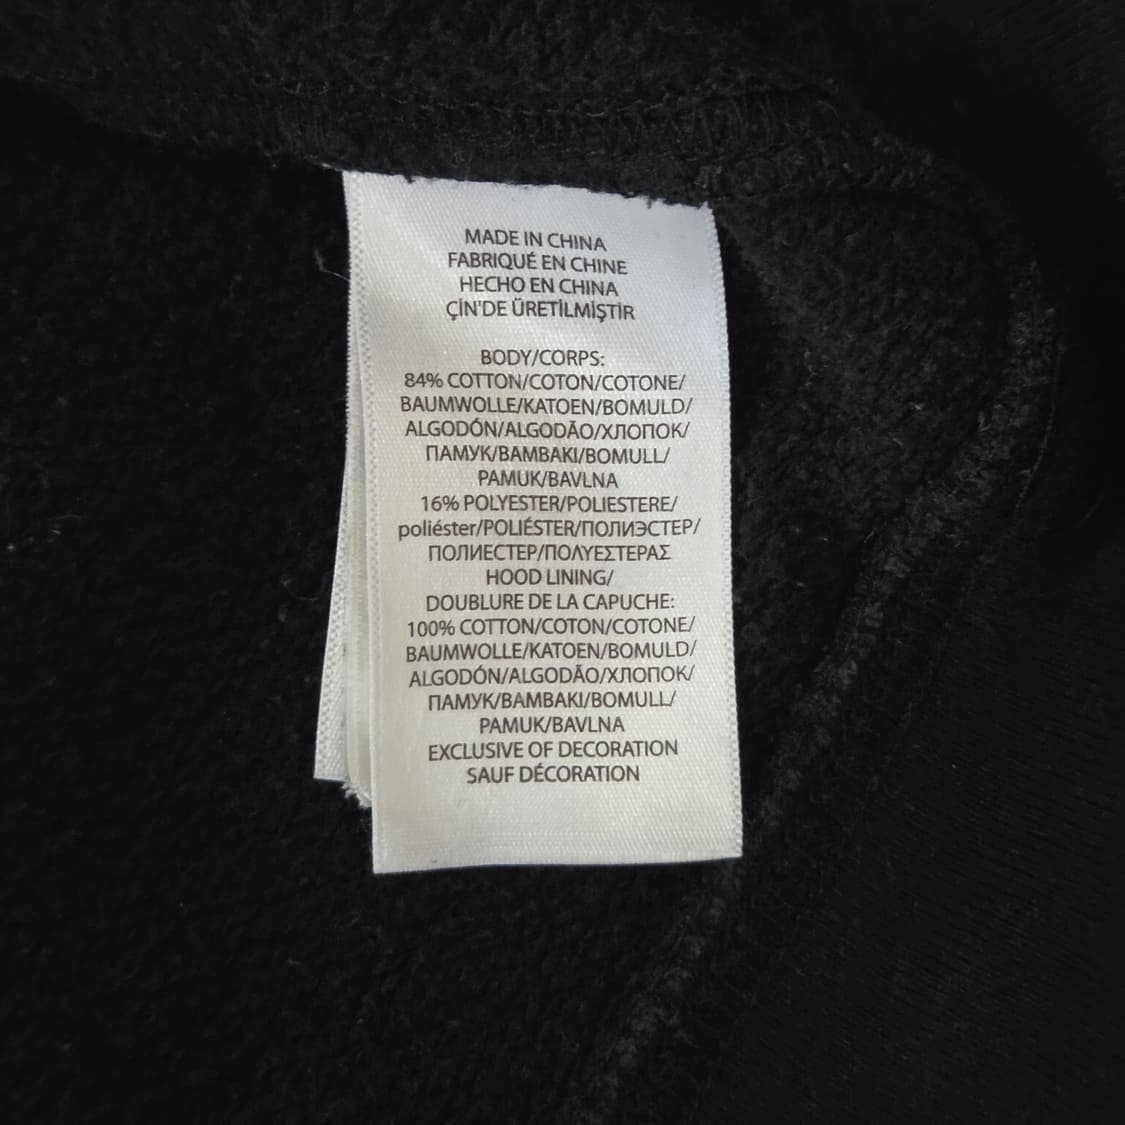 MADE IN CHINA
FABRIQUÉ EN CHINE
HECHO EN CHINA
ÇİN'DE ÜRETİLMİŞTİR
BODY/CORPS:
84% COTTON/COTON/COTONE/
BAUMWOLLE/KATOEN/BOMULD/
ALGODÓN/ALGODÃO/ХЛОПОК/
ПАМУК/BAMBAKI/BOMULL/
PAMUK/BAVLNA
16% POLYESTER/POLIESTERE/
poliéster/POLIÉSTER/ПОЛИЭСТЕР/
ПОЛИЕСТЕР/ΠΟΛΥΕΣΤΕΡΑΣ
HOOD LINING/
DOUBLURE DE LA CAPUCHE:
100% COTTON/COTON/COTONE/
BAUMWOLLE/KATOEN/BOMULD/
ALGODÓN/ALGODÃO/ХЛОПОК/
ПАМУК/BAMBAKI/BOMULL/
PAMUK/BAVLNA
EXCLUSIVE OF DECORATION
SAUF DÉCORATION